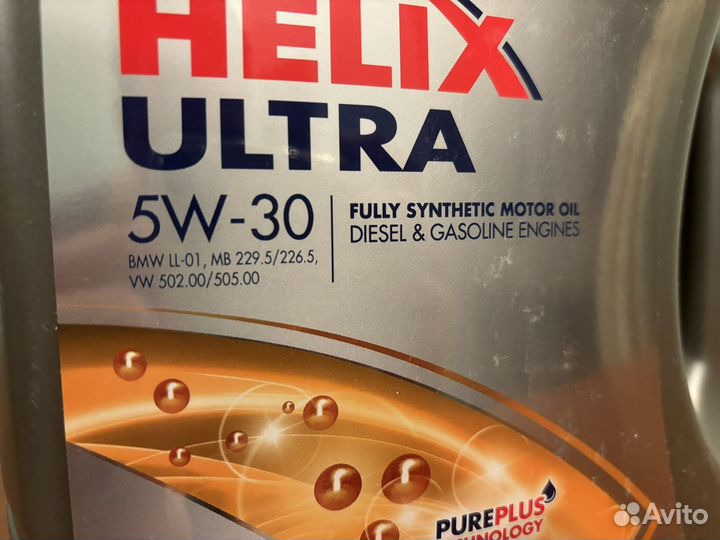 HELIX
ULTRA
5W-30
BMW LL-01, MB 229.5/226.5,
VW 502.00/505.00
FULLY SYNTHETIC MOTOR OIL
DIESEL & GASOLINE ENGINES
PUREPLUS
Avito